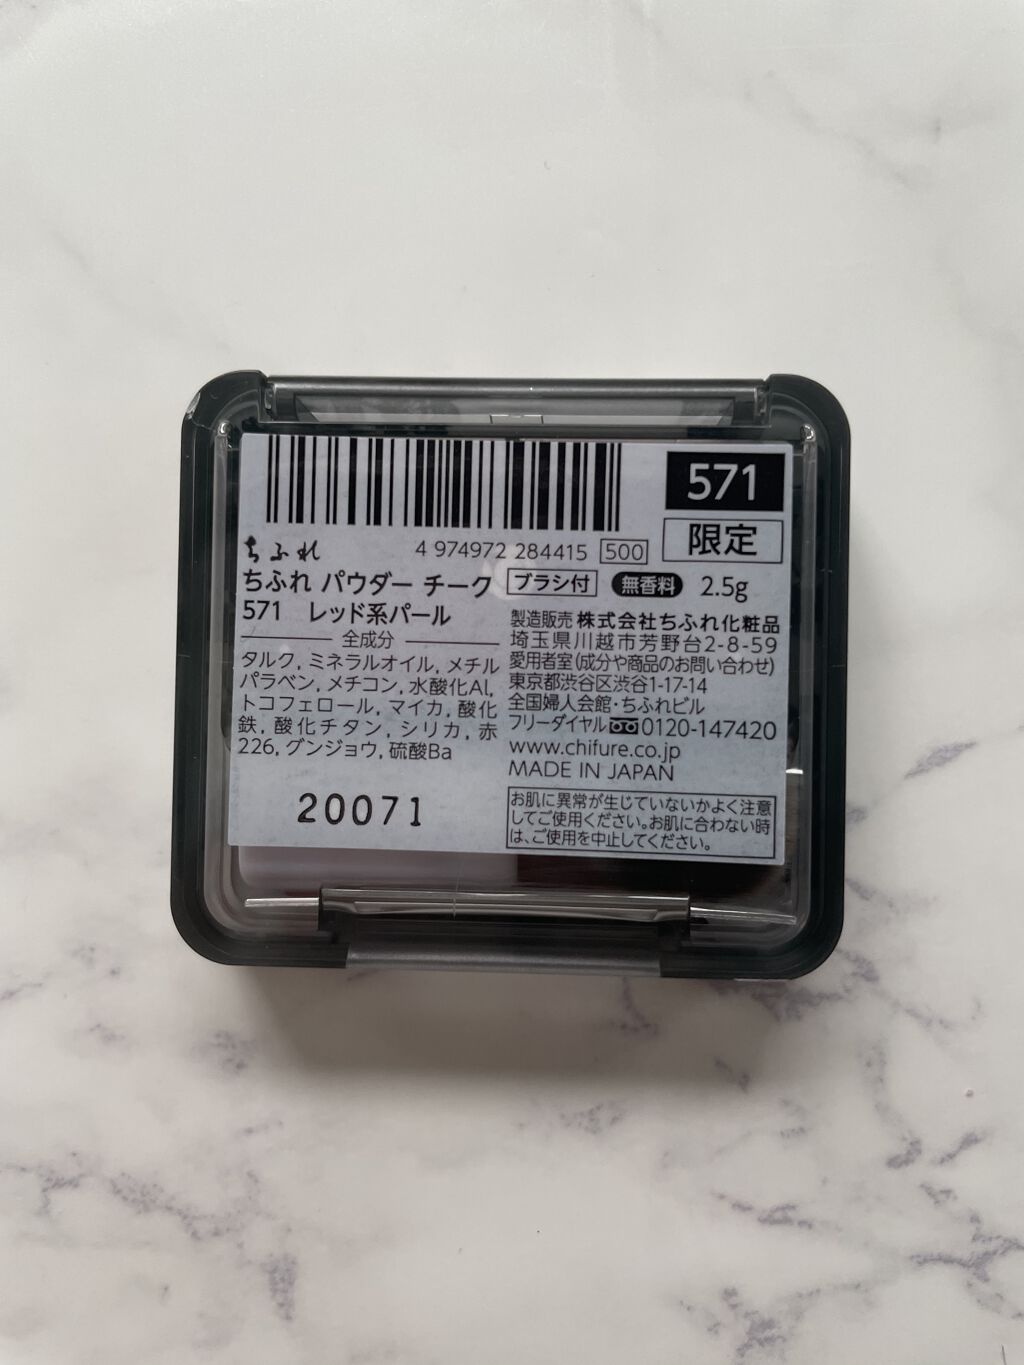 571
限定
ちふれ
4 974972 284415 500
ちふれ パウダー チーク ブラシ付 無香料 2.5g
571 レッド系パール
全成分
タルク, ミネラルオイル, メチル
パラベン, メチコン, 水酸化Al,
トコフェロール, マイカ, 酸化
鉄, 酸化チタン, シリカ, 赤
226, グンジョウ, 硫酸Ba
20071
製造販売 株式会社ちふれ化粧品
埼玉県川越市芳野台2-8-59
愛用者室(成分や商品のお問い合わせ)
東京都渋谷区渋谷1-17-14
全国婦人会館・ちふれビル
フリーダイヤル 0120-147420
www.chifure.co.jp
MADE IN JAPAN
お肌に異常が生じていないかよく注意
してご使用ください。お肌に合わない時
は、ご使用を中止してください。